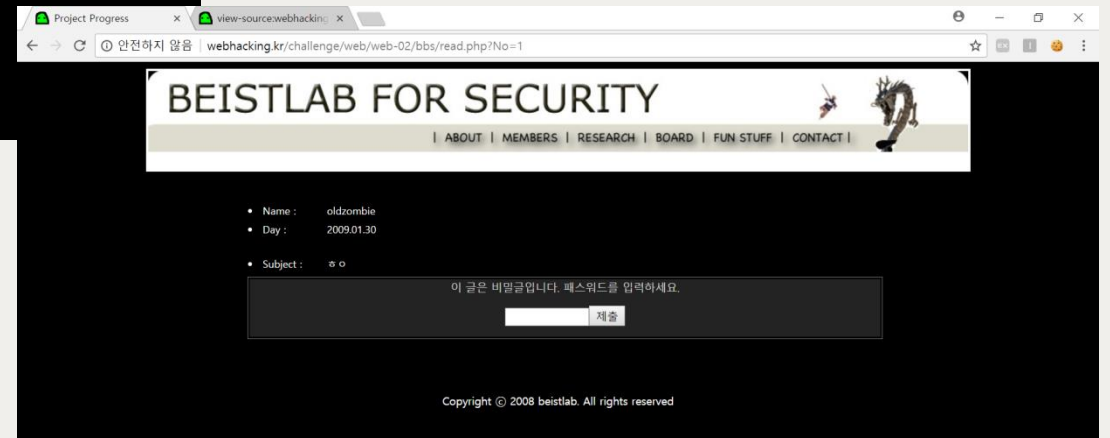 Project Progress
view-source:webhacking
안전하지 않음 webhacking.kr/challenge/web/web-02/bbs/read.php?No=1
BEISTLAB FOR SECURITY
| ABOUT | MEMBERS | RESEARCH | BOARD | FUN STUFF | CONTACT |
• Name : oldzombie
• Day : 2009.01.30
• Subject : ㅎㅇ
이 글은 비밀글입니다. 패스워드를 입력하세요.
제출
Copyright ⓒ 2008 beistlab. All rights reserved